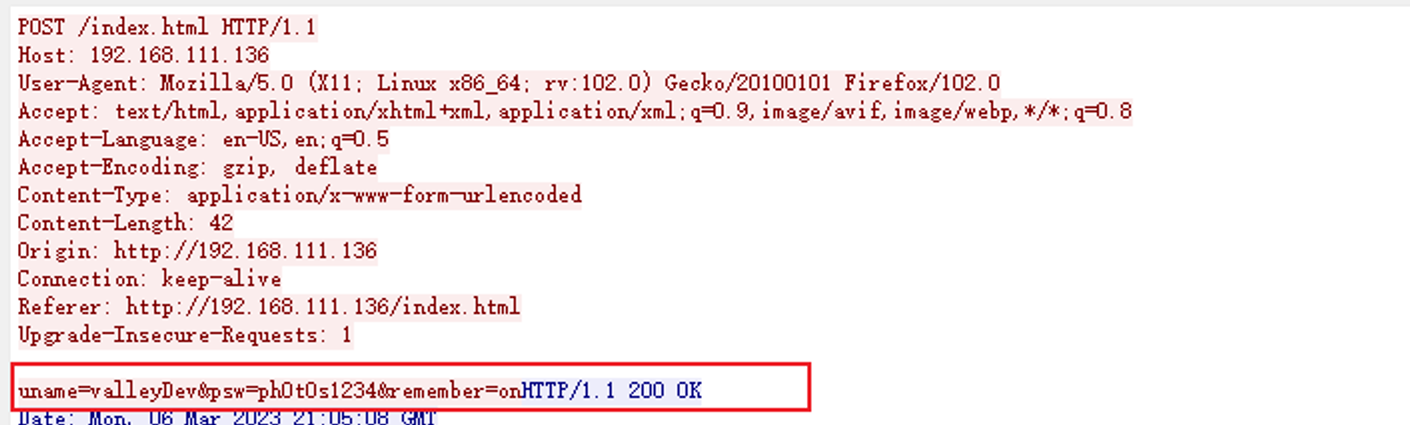 POST /index.html HTTP/1.1
Host: 192.168.111.136
User-Agent: Mozilla/5.0 (X11; Linux x86_64; rv:102.0) Gecko/20100101 Firefox/102.0
Accept: text/html,application/xhtml+xml,application/xml;q=0.9,image/avif,image/webp,*/*;q=0.8
Accept-Language: en-US,en;q=0.5
Accept-Encoding: gzip, deflate
Content-Type: application/x-www-form-urlencoded
Content-Length: 42
Origin: http://192.168.111.136
Connection: keep-alive
Referer: http://192.168.111.136/index.html
Upgrade-Insecure-Requests: 1
uname=valleyDev&psw=ph0t0s1234&remember=onHTTP/1.1 200 OK
Date: Mon, 06 Mar 2023 21:05:08 GMT